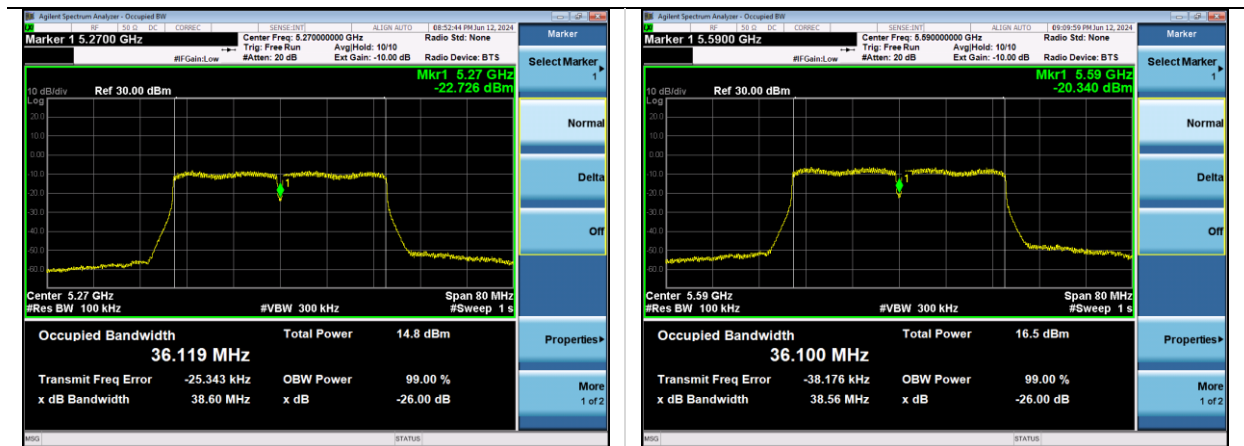 Agilent Spectrum Analyzer - Occupied BW
RF 50 Ω DC CORREC SENSE:INT ALIGN AUTO 08:52:44 PM Jun 12, 2024
Marker 1 5.2700 GHz
Center Freq: 5.270000000 GHz
Radio Std: None
Trig: Free Run Avg|Hold: 10/10
#IFGain:Low #Atten: 20 dB Ext Gain: -10.00 dB Radio Device: BTS
Mkr1 5.27 GHz
-22.726 dBm
10 dB/div Ref 30.00 dBm
Log
20.0
10.0
0.00
-10.0
-20.0
-30.0
-40.0
-50.0
-60.0
1
Center 5.27 GHz Span 80 MHz
#Res BW 100 kHz #VBW 300 kHz #Sweep 1 s
Occupied Bandwidth Total Power 14.8 dBm
36.119 MHz
Transmit Freq Error -25.343 kHz OBW Power 99.00 %
x dB Bandwidth 38.60 MHz x dB -26.00 dB
MSG STATUS
Marker
Select Marker
1
Normal
Delta
Off
Properties
More
1 of 2
Agilent Spectrum Analyzer - Occupied BW
RF 50 Ω DC CORREC SENSE:INT ALIGN AUTO 09:09:59 PM Jun 12, 2024
Marker 1 5.5900 GHz
Center Freq: 5.590000000 GHz
Radio Std: None
Trig: Free Run Avg|Hold: 10/10
#IFGain:Low #Atten: 20 dB Ext Gain: -10.00 dB Radio Device: BTS
Mkr1 5.59 GHz
-20.340 dBm
10 dB/div Ref 30.00 dBm
Log
20.0
10.0
0.00
-10.0
-20.0
-30.0
-40.0
-50.0
-60.0
1
Center 5.59 GHz Span 80 MHz
#Res BW 100 kHz #VBW 300 kHz #Sweep 1 s
Occupied Bandwidth Total Power 16.5 dBm
36.100 MHz
Transmit Freq Error -38.176 kHz OBW Power 99.00 %
x dB Bandwidth 38.56 MHz x dB -26.00 dB
MSG STATUS
Marker
Select Marker
1
Normal
Delta
Off
Properties
More
1 of 2